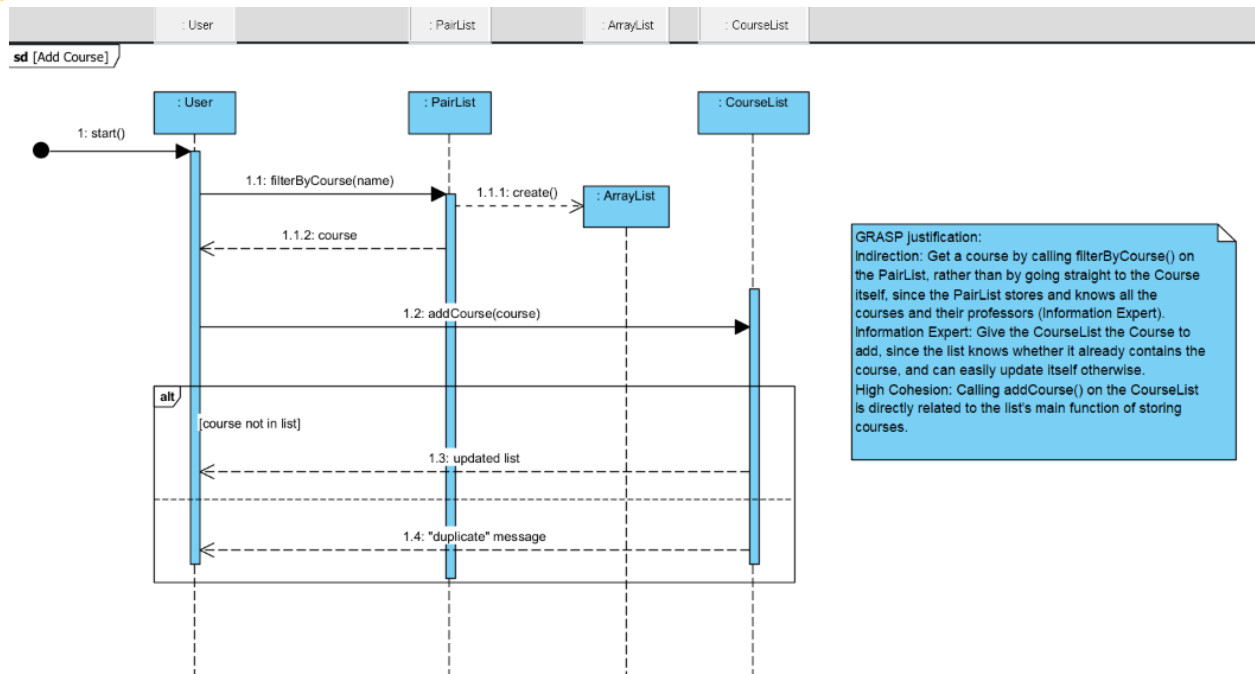 : User
: PairList
: ArrayList
: CourseList
sd [Add Course]
: User
: PairList
: CourseList
1: start()
1.1: filterByCourse(name)
1.1.1: create()
: ArrayList
1.1.2: course
1.2: addCourse(course)
alt
[course not in list]
1.3: updated list
1.4: "duplicate" message
GRASP justification:
Indirection: Get a course by calling filterByCourse() on
the PairList, rather than by going straight to the Course
itself, since the PairList stores and knows all the
courses and their professors (Information Expert).
Information Expert: Give the CourseList the Course to
add, since the list knows whether it already contains the
course, and can easily update itself otherwise.
High Cohesion: Calling addCourse() on the CourseList
is directly related to the list's main function of storing
courses.